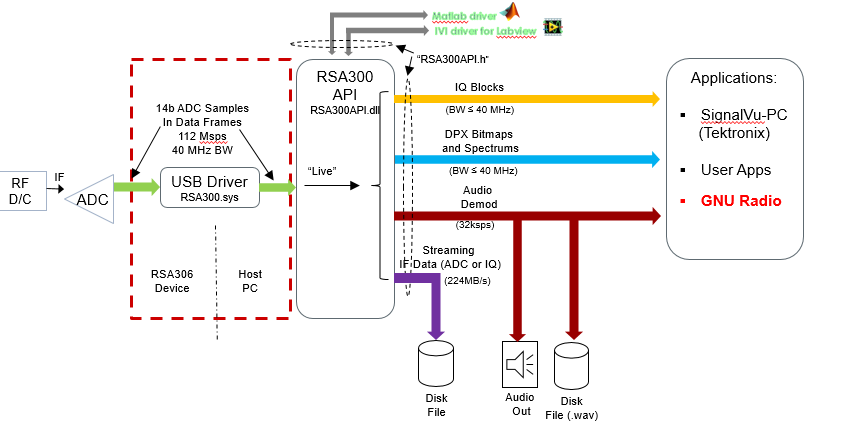 Matlab driver
IVI driver for Labview
"RSA300API.h"
RSA300
API
RSA300API.dll
"Live"
14b ADC Samples
In Data Frames
112 Msps
40 MHz BW
RF
D/C
IF
ADC
USB Driver
RSA300.sys
RSA306
Device
Host
PC
IQ Blocks
(BW ≤ 40 MHz)
DPX Bitmaps
and Spectrums
(BW ≤ 40 MHz)
Audio
Demod
(32ksps)
Streaming
IF Data (ADC or IQ)
(224MB/s)
Disk
File
Audio
Out
Disk
File (.wav)
Applications:
▪ SignalVu-PC
(Tektronix)
▪ User Apps
▪ GNU Radio